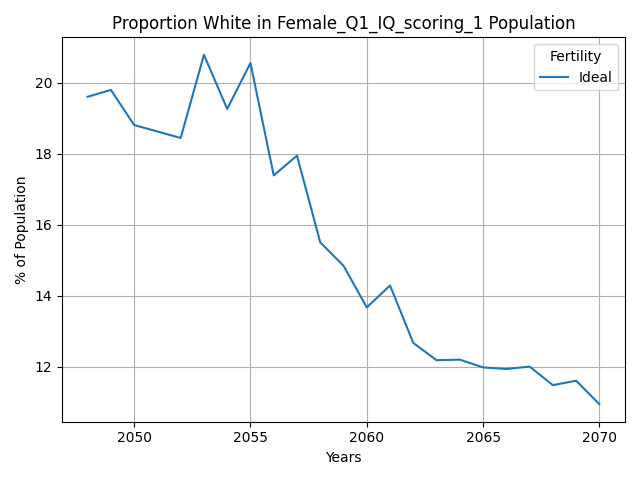 Proportion White in Female_Q1_IQ_scoring_1 Population
Fertility
Ideal
% of Population
20
18
16
14
12
2050 2055 2060 2065 2070
Years